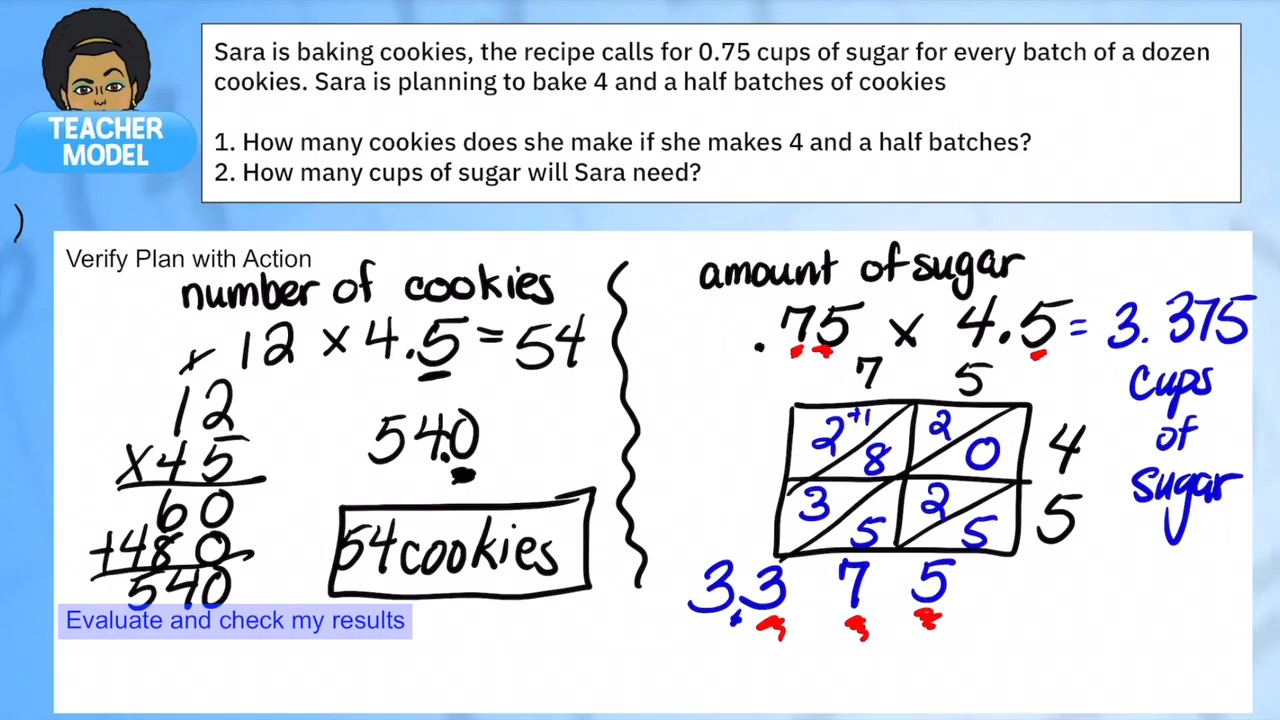 TEACHER
MODEL
Sara is baking cookies, the recipe calls for 0.75 cups of sugar for every batch of a dozen
cookies. Sara is planning to bake 4 and a half batches of cookies
1. How many cookies does she make if she makes 4 and a half batches?
2. How many cups of sugar will Sara need?
)
Verify Plan with Action
number of cookies
12 x 4.5 = 54
12
x45
60
+480
540
54.0
54cookies
amount of sugar
.75 x 4.5 = 3.375
cups
of
sugar
7 5
2 +1 8 2 0 4
3 5 2 5 5
3.3 7 5
Evaluate and check my results